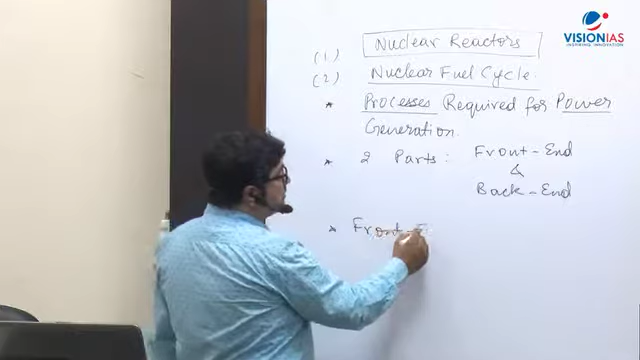 VISIONIAS
INSPIRING INNOVATION
(1.) Nuclear Reactors
(2) Nuclear Fuel Cycle.
* Processes Required for Power
Generation.
* 2 Parts: Front-End
&
Back-End
* Front-E